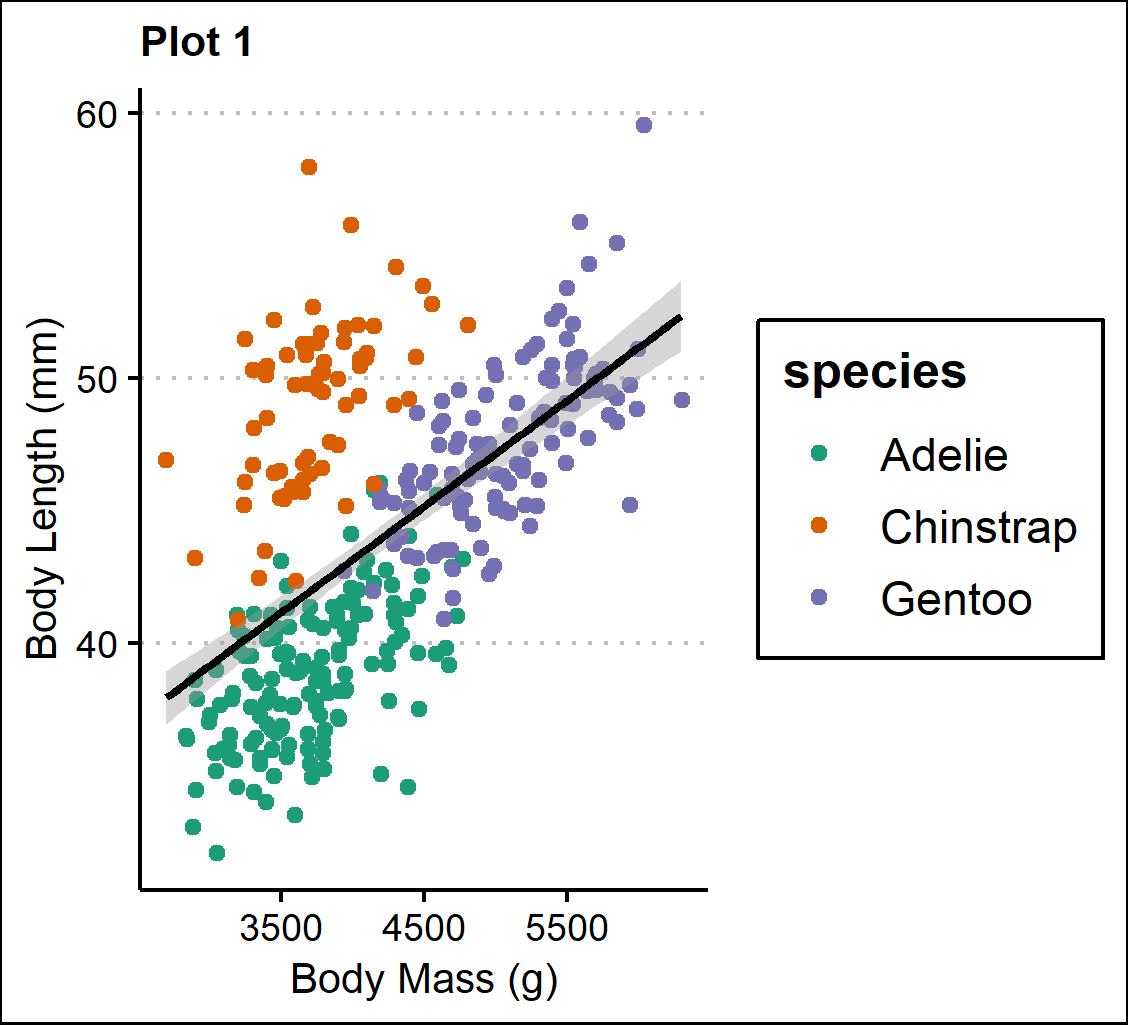 Plot 1
60
50
40
Body Length (mm)
3500 4500 5500
Body Mass (g)
species
Adelie
Chinstrap
Gentoo